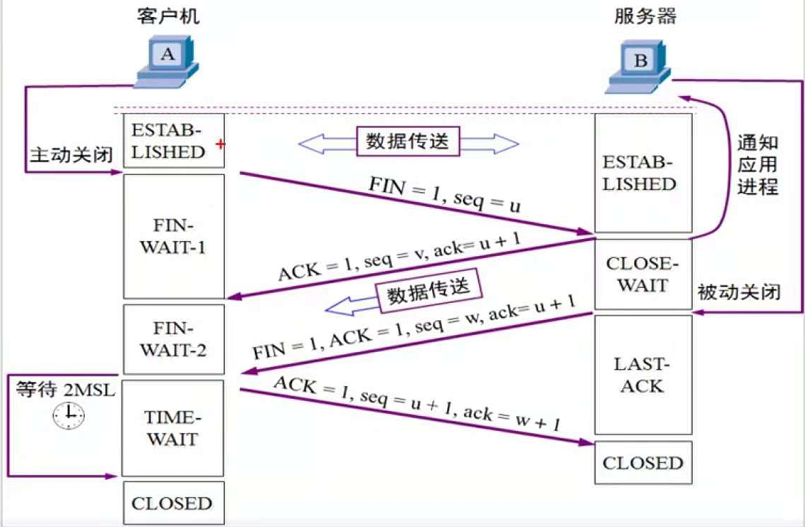 客户机
服务器
A
B
ESTAB-
LISHED
数据传送
通知
应用
进程
主动关闭
ESTAB-
LISHED
FIN = 1, seq = u
FIN-
WAIT-1
ACK = 1, seq = v, ack= u + 1
CLOSE-
WAIT
数据传送
被动关闭
FIN-
WAIT-2
FIN = 1, ACK = 1, seq = w, ack= u + 1
LAST-
ACK
等待 2MSL
ACK = 1, seq = u + 1, ack = w + 1
TIME-
WAIT
CLOSED
CLOSED